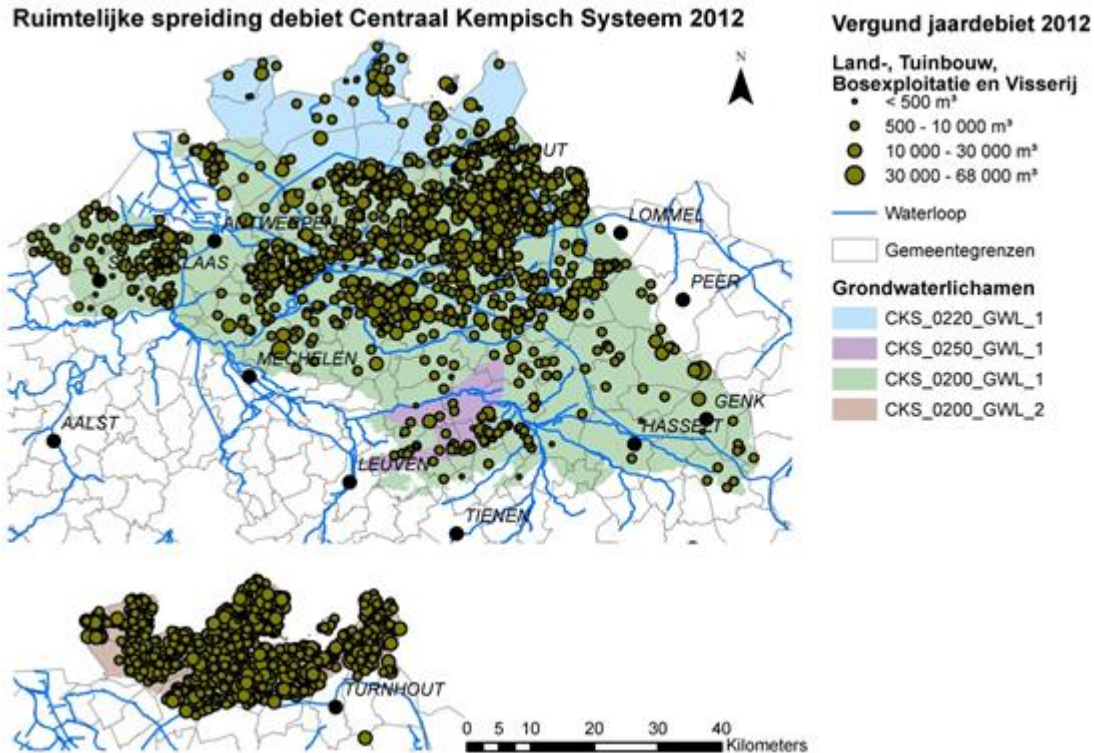 Ruimtelijke spreiding debiet Centraal Kempisch Systeem 2012
N
ANTWERPEN
LOMMEL
PEER
MECHELEN
GENK
HASSELT
AALST
LEUVEN
TIENEN
TURNHOUT
0 5 10 20 30 40
Kilometers
Vergund jaardebiet 2012
Land-, Tuinbouw,
Bosexploitatie en Visserij
< 500 m³
500 - 10 000 m³
10 000 - 30 000 m³
30 000 - 68 000 m³
Waterloop
Gemeentegrenzen
Grondwaterlichamen
CKS_0220_GWL_1
CKS_0250_GWL_1
CKS_0200_GWL_1
CKS_0200_GWL_2